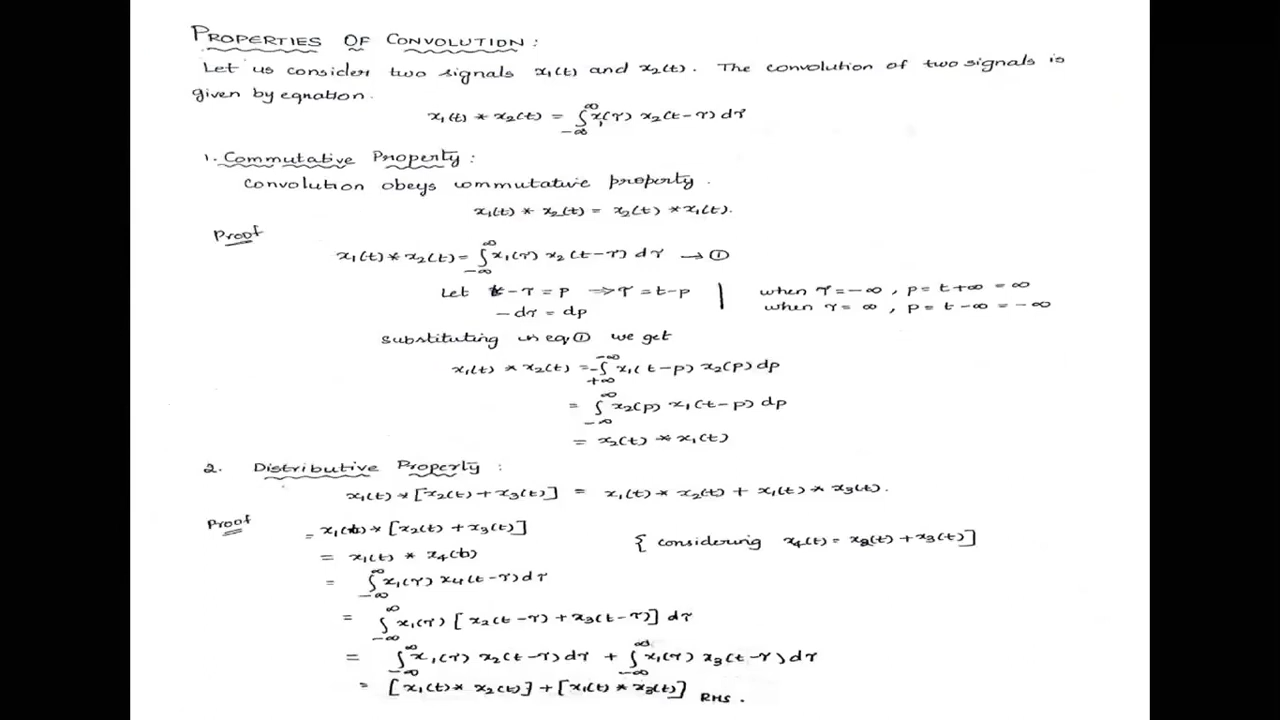 PROPERTIES OF CONVOLUTION :
Let us consider two signals x₁(t) and x₂(t). The convolution of two signals is
given by equation.
x₁(t) * x₂(t) = ∫_{-∞}^{∞} x₁(τ) x₂(t-τ) dτ
1. Commutative Property :
Convolution obeys commutative property.
x₁(t) * x₂(t) = x₂(t) * x₁(t).
Proof
x₁(t) * x₂(t) = ∫_{-∞}^{∞} x₁(τ) x₂(t-τ) dτ → ①
Let t-τ = p ⇒ τ = t-p | when τ = -∞, p = t+∞ = ∞
-dτ = dp when τ = ∞, p = t-∞ = -∞
substituting in eq ① we get
x₁(t) * x₂(t) = -∫_{+∞}^{-∞} x₁(t-p) x₂(p) dp
= ∫_{-∞}^{∞} x₂(p) x₁(t-p) dp
= x₂(t) * x₁(t)
2. Distributive Property :
x₁(t) * [x₂(t) + x₃(t)] = x₁(t) * x₂(t) + x₁(t) * x₃(t).
Proof
= x₁(t) * [x₂(t) + x₃(t)]
= x₁(t) * x₄(t) { considering x₄(t) = x₂(t) + x₃(t)]
= ∫_{-∞}^{∞} x₁(τ) x₄(t-τ) dτ
= ∫_{-∞}^{∞} x₁(τ) [x₂(t-τ) + x₃(t-τ)] dτ
= ∫_{-∞}^{∞} x₁(τ) x₂(t-τ) dτ + ∫_{-∞}^{∞} x₁(τ) x₃(t-τ) dτ
= [x₁(t) * x₂(t)] + [x₁(t) * x₃(t)] RHS.